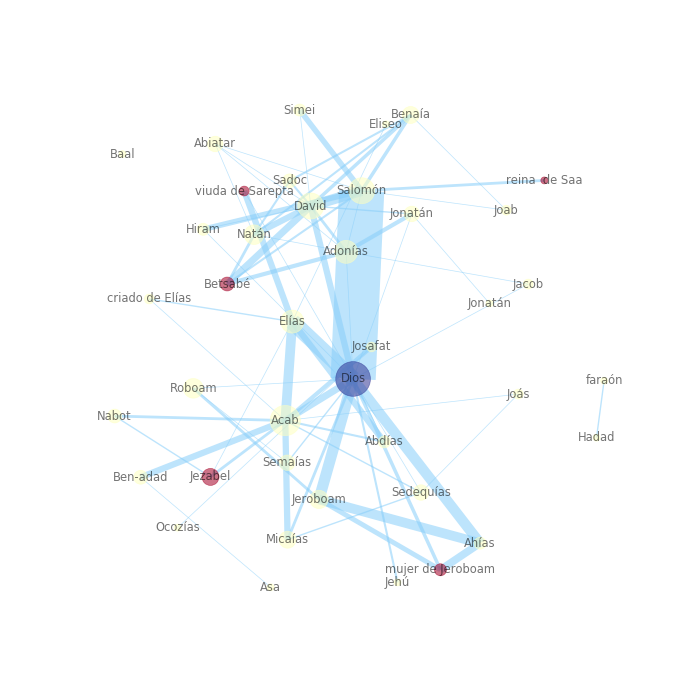 Simei
Benaía
Eliseo
Abiatar
Baal
Sadoc
reina de Saa
viuda de Sarepta
Salomón
David
Joab
Jonatán
Hiram
Natán
Adonías
Betsabé
Jacob
criado de Elías
Jonatán
Elías
Josafat
Dios
faraón
Roboam
Joás
Nabot
Acab
Hadad
Abdías
Semaías
Ben-adad
Jezabel
Sedequías
Jeroboam
Ocozías
Micaías
Ahías
mujer de Jeroboam
Jehú
Asa